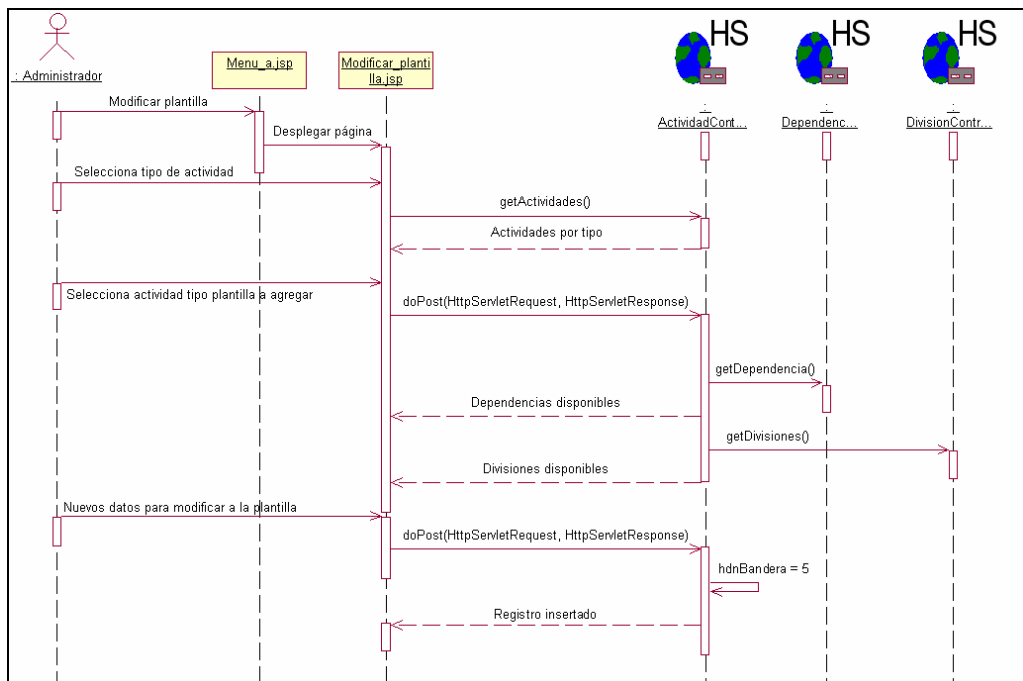 HS
HS
HS
: Administrador
Menu_a.jsp
Modificar_planti
lla.jsp
:
ActividadCont...
:
Dependenc...
:
DivisionContr...
Modificar plantilla
Desplegar página
Selecciona tipo de actividad
getActividades()
Actividades por tipo
Selecciona actividad tipo plantilla a agregar
doPost(HttpServletRequest, HttpServletResponse)
getDependencia()
Dependencias disponibles
getDivisiones()
Divisiones disponibles
Nuevos datos para modificar a la plantilla
doPost(HttpServletRequest, HttpServletResponse)
hdnBandera = 5
Registro insertado